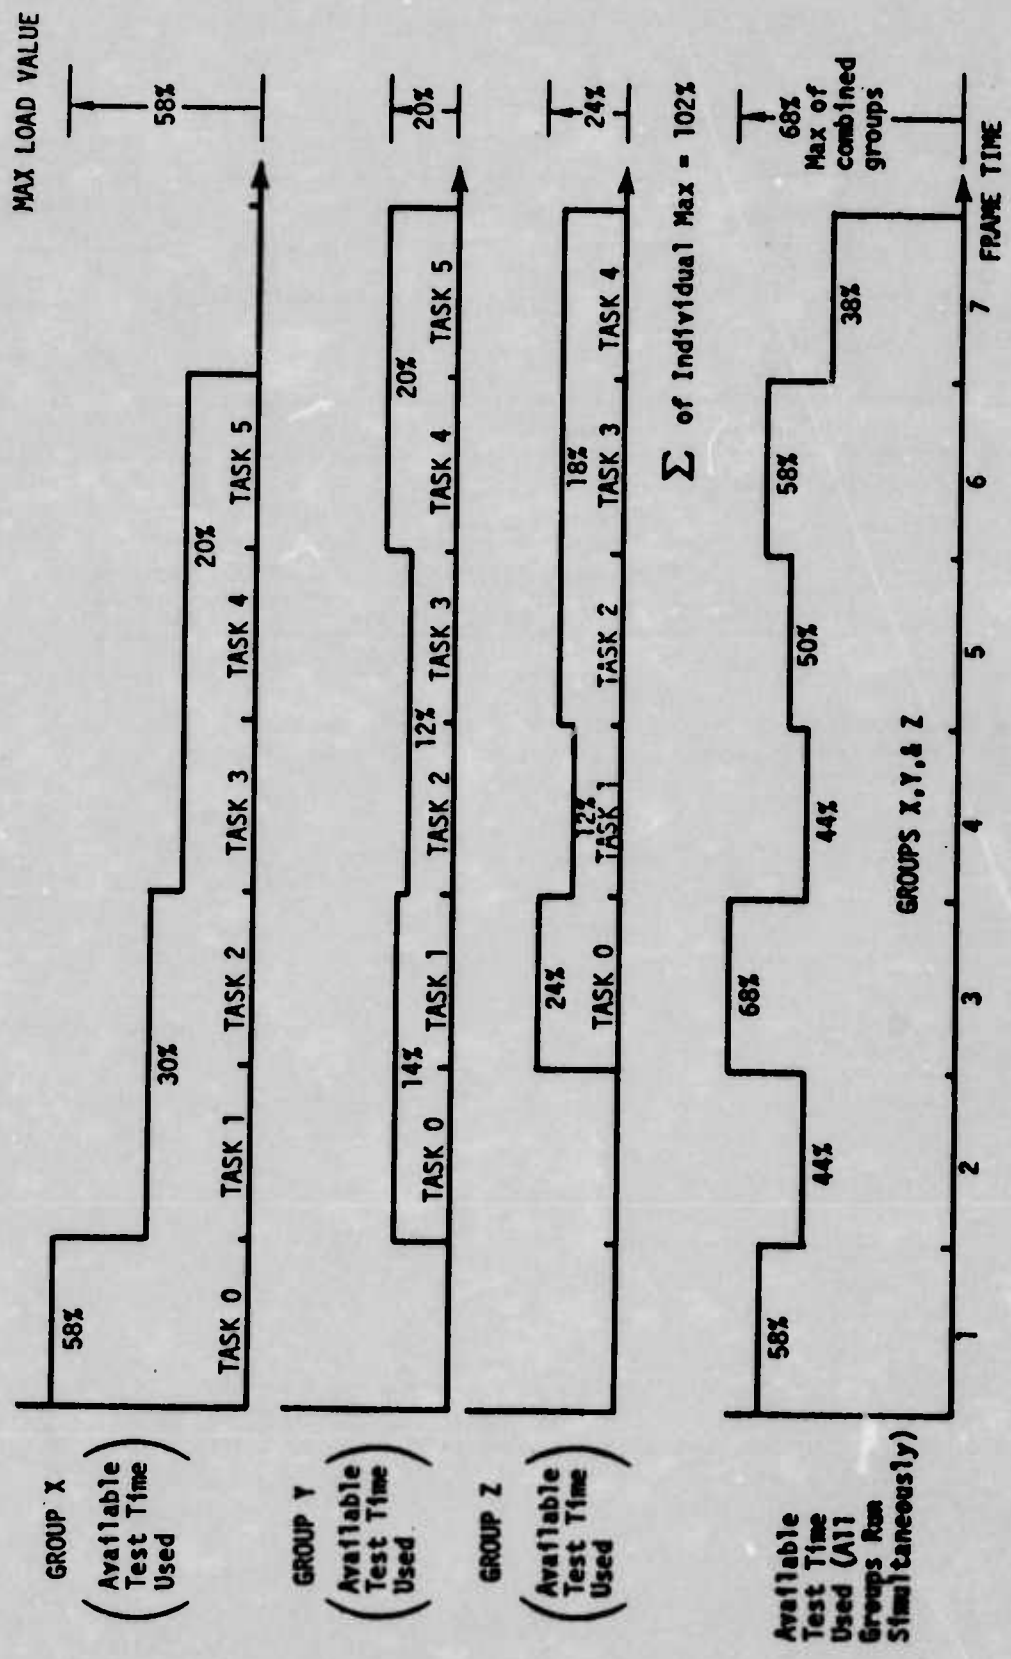 MAX LOAD VALUE
GROUP X
(Available
Test Time
Used)
58%
30%
20%
58%
TASK 0
TASK 1
TASK 2
TASK 3
TASK 4
TASK 5
GROUP Y
(Available
Test Time
Used)
14%
12%
20%
20%
TASK 0
TASK 1
TASK 2
TASK 3
TASK 4
TASK 5
GROUP Z
(Available
Test Time
Used)
24%
12%
18%
24%
TASK 0
TASK 1
TASK 2
TASK 3
TASK 4
Σ of Individual Max = 102%
Available
Test Time
Used (All
Groups Run
Simultaneously)
58%
44%
68%
44%
50%
58%
38%
68%
Max of
combined
groups
GROUPS X,Y,& Z
1
2
3
4
5
6
7
FRAME TIME